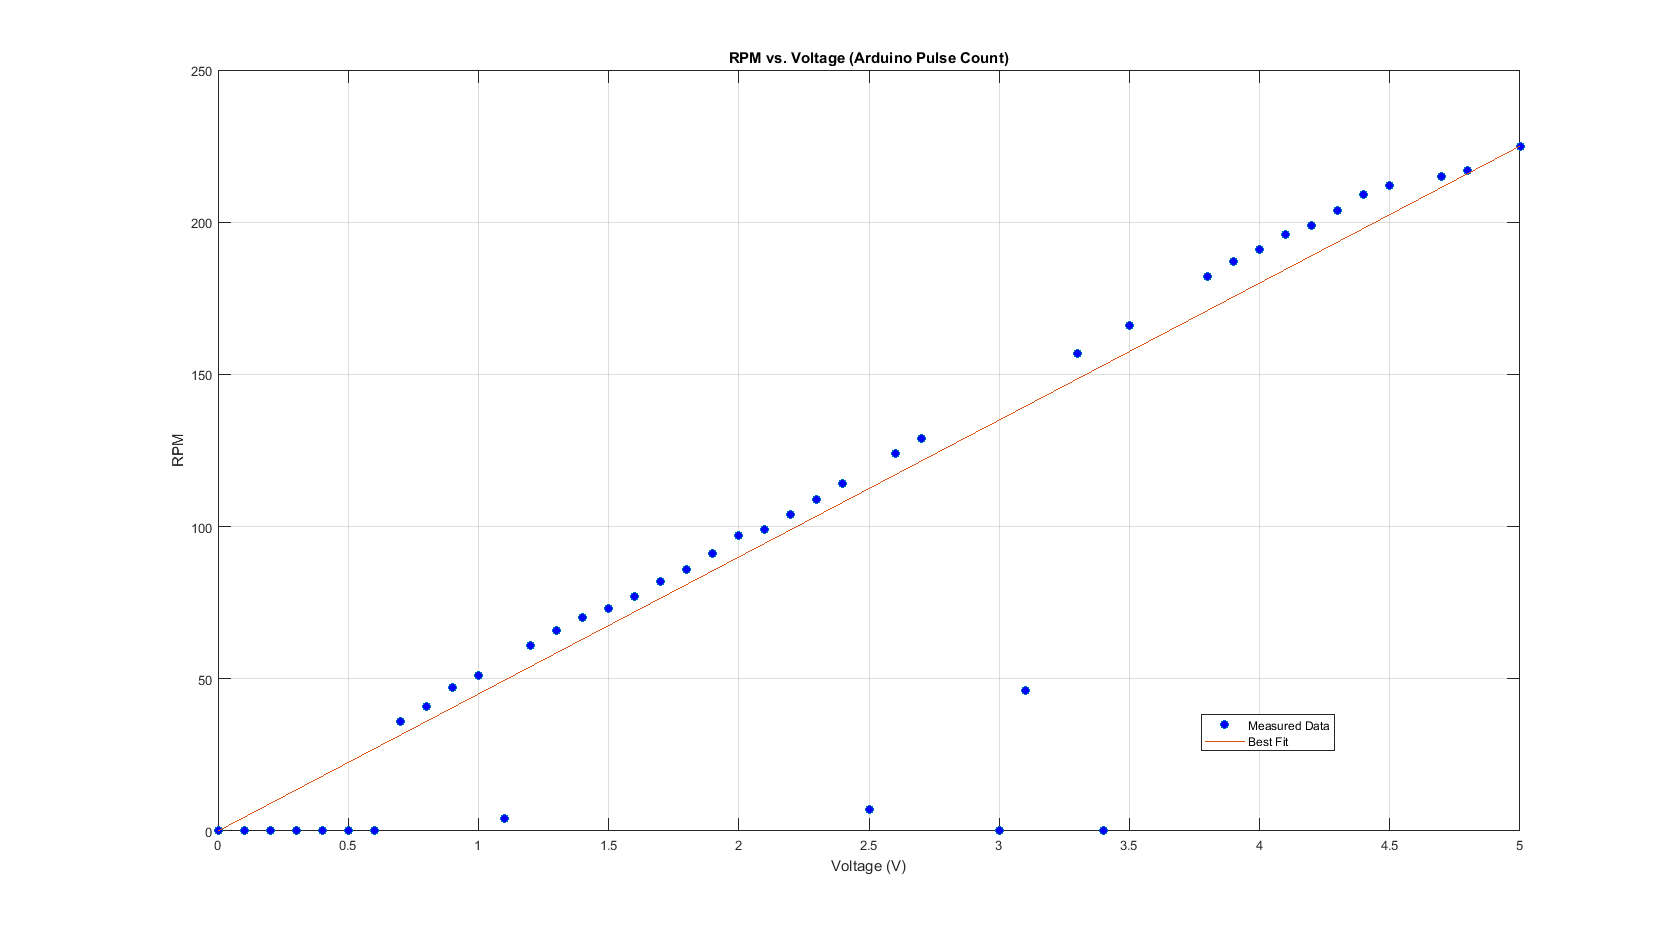 RPM vs. Voltage (Arduino Pulse Count)
250
200
150
100
50
0
RPM
Measured Data
Best Fit
0 0.5 1 1.5 2 2.5 3 3.5 4 4.5 5
Voltage (V)